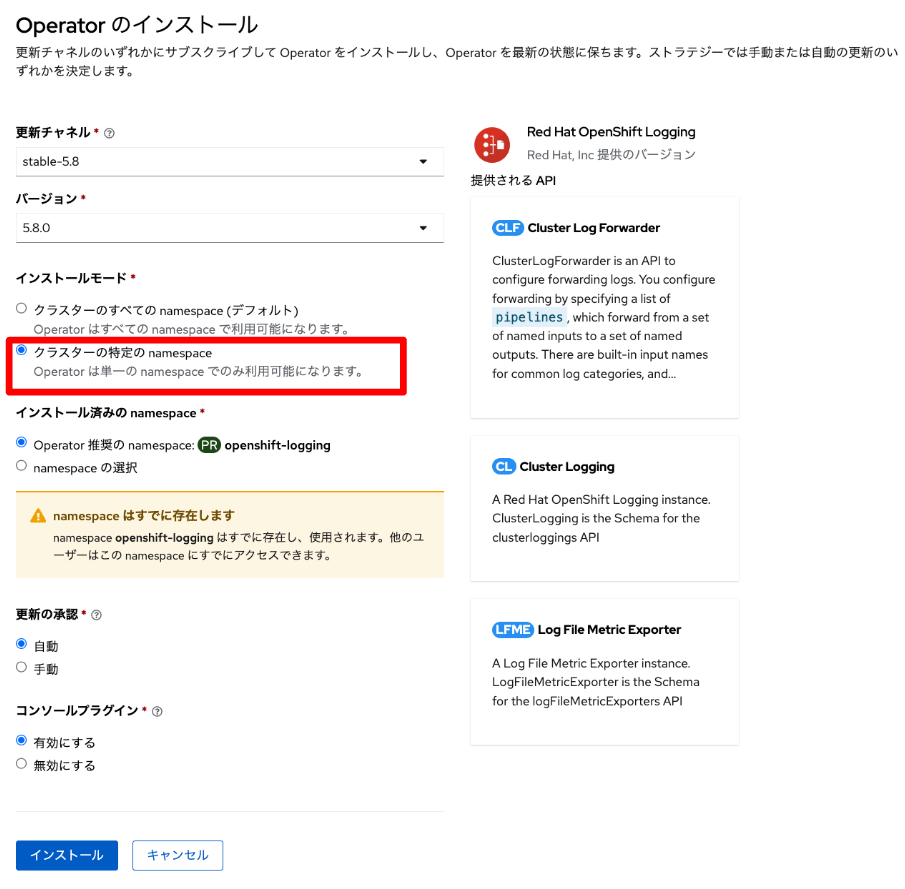 Operator のインストール
更新チャネルのいずれかにサブスクライブして Operator をインストールし、Operator を最新の状態に保ちます。ストラテジーでは手動または自動の更新のい
ずれかを決定します。
更新チャネル *
stable-5.8
バージョン *
5.8.0
インストールモード *
クラスターのすべての namespace (デフォルト)
Operator はすべての namespace で利用可能になります。
クラスターの特定の namespace
Operator は単一の namespace でのみ利用可能になります。
インストール済みの namespace *
Operator 推奨の namespace: PR openshift-logging
namespace の選択
namespace はすでに存在します
namespace openshift-logging はすでに存在し、使用されます。他のユ
ーザーはこの namespace にすでにアクセスできます。
更新の承認 *
自動
手動
コンソールプラグイン *
有効にする
無効にする
インストール
キャンセル
Red Hat OpenShift Logging
Red Hat, Inc 提供のバージョン
提供される API
CLF Cluster Log Forwarder
ClusterLogForwarder is an API to
configure forwarding logs. You configure
forwarding by specifying a list of
pipelines, which forward from a set
of named inputs to a set of named
outputs. There are built-in input names
for common log categories, and...
CL Cluster Logging
A Red Hat OpenShift Logging instance.
ClusterLogging is the Schema for the
clusterloggings API
LFME Log File Metric Exporter
A Log File Metric Exporter instance.
LogFileMetricExporter is the Schema
for the logFileMetricExporters API